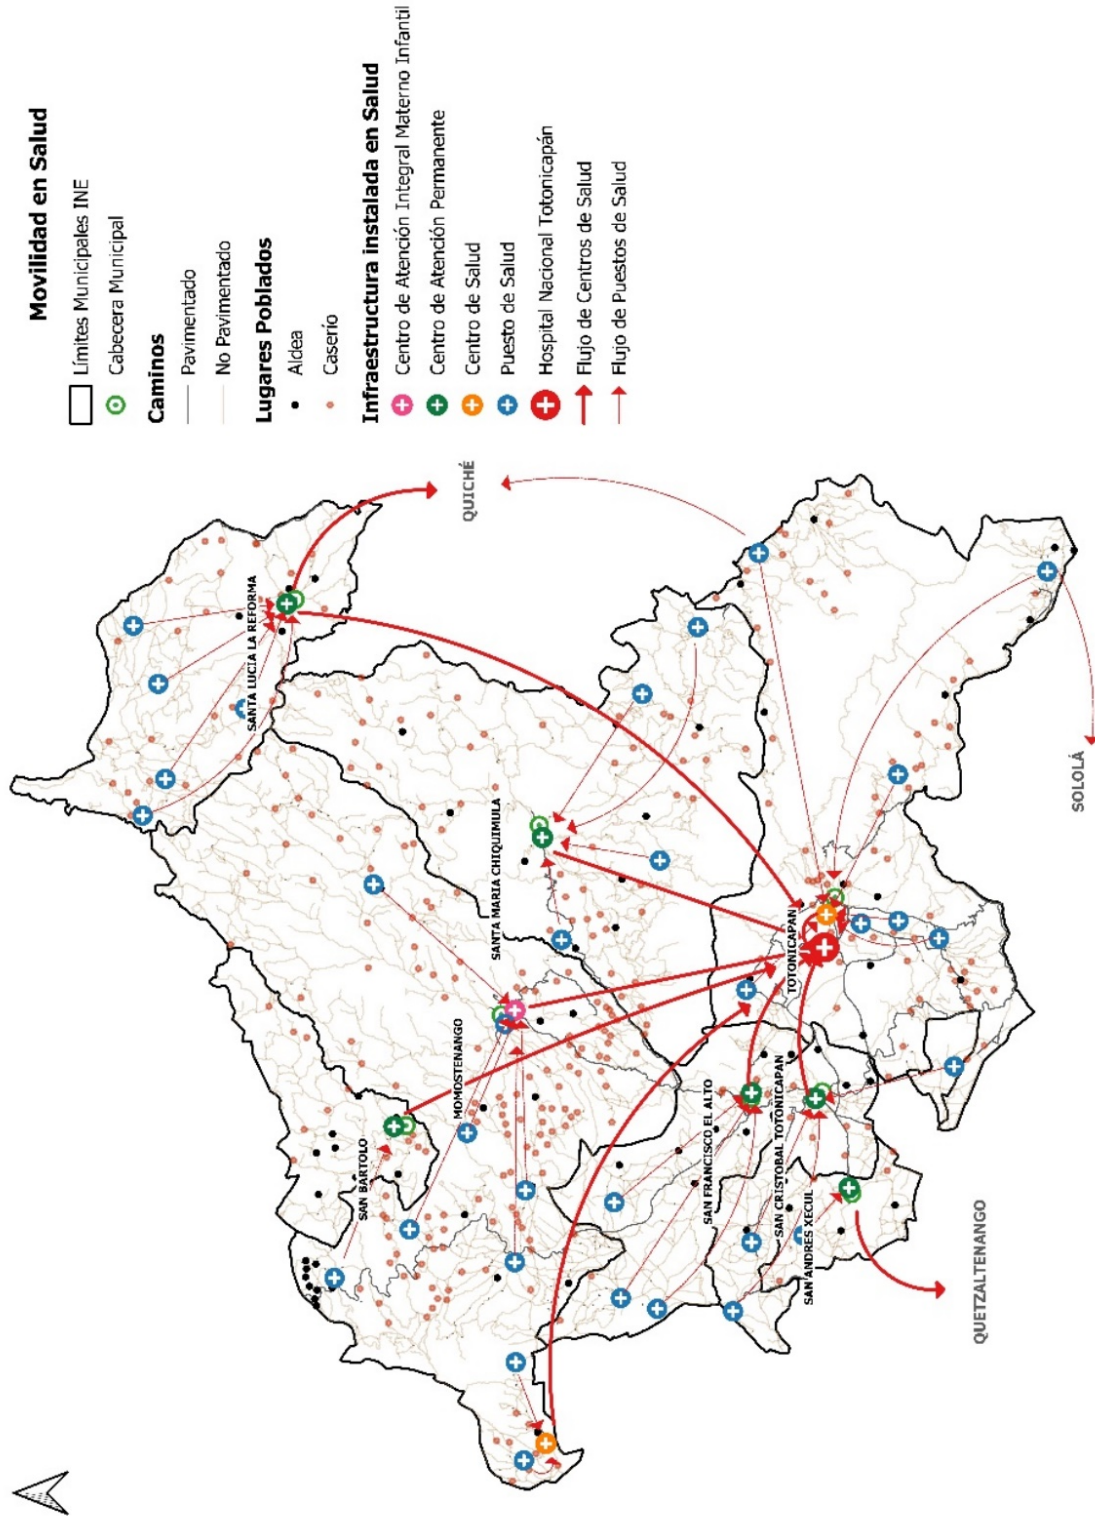 Movilidad en Salud
Límites Municipales INE
Cabecera Municipal
Caminos
Pavimentado
No Pavimentado
Lugares Poblados
Aldea
Caserío
Infraestructura instalada en Salud
Centro de Atención Integral Materno Infantil
Centro de Atención Permanente
Centro de Salud
Puesto de Salud
Hospital Nacional Totonicapán
Flujo de Centros de Salud
Flujo de Puestos de Salud
SANTA LUCIA LA REFORMA
QUICHÉ
SAN BARTOLO
MOMOSTENANGO
SANTA MARIA CHIQUIMULA
SAN FRANCISCO EL ALTO
SAN CRISTOBAL TOTONICAPAN
SAN ANDRES XECUL
TOTONICAPAN
QUETZALTENANGO
SOLOLÁ